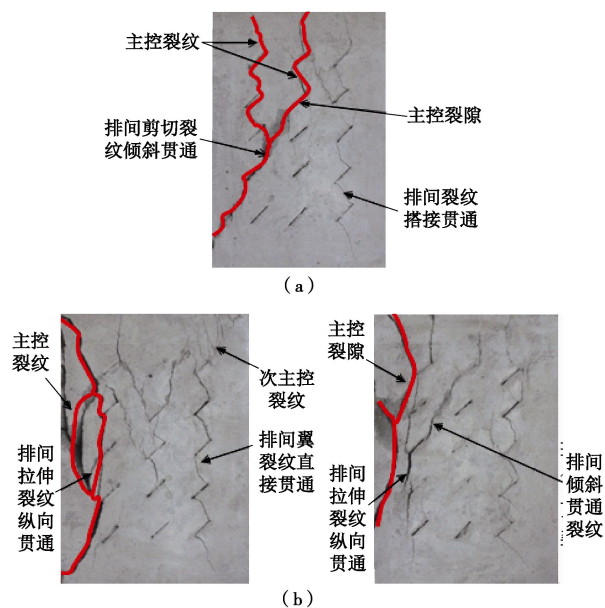 主控裂纹
排间剪切裂
纹倾斜贯通
主控裂隙
排间裂纹
搭接贯通
(a)
主控
裂纹
排间
拉伸
裂纹
纵向
贯通
次主控
裂纹
排间翼
裂纹直
接贯通
主控
裂隙
排间
拉伸
裂纹
纵向
贯通
排间
倾斜
贯通
裂纹
(b)